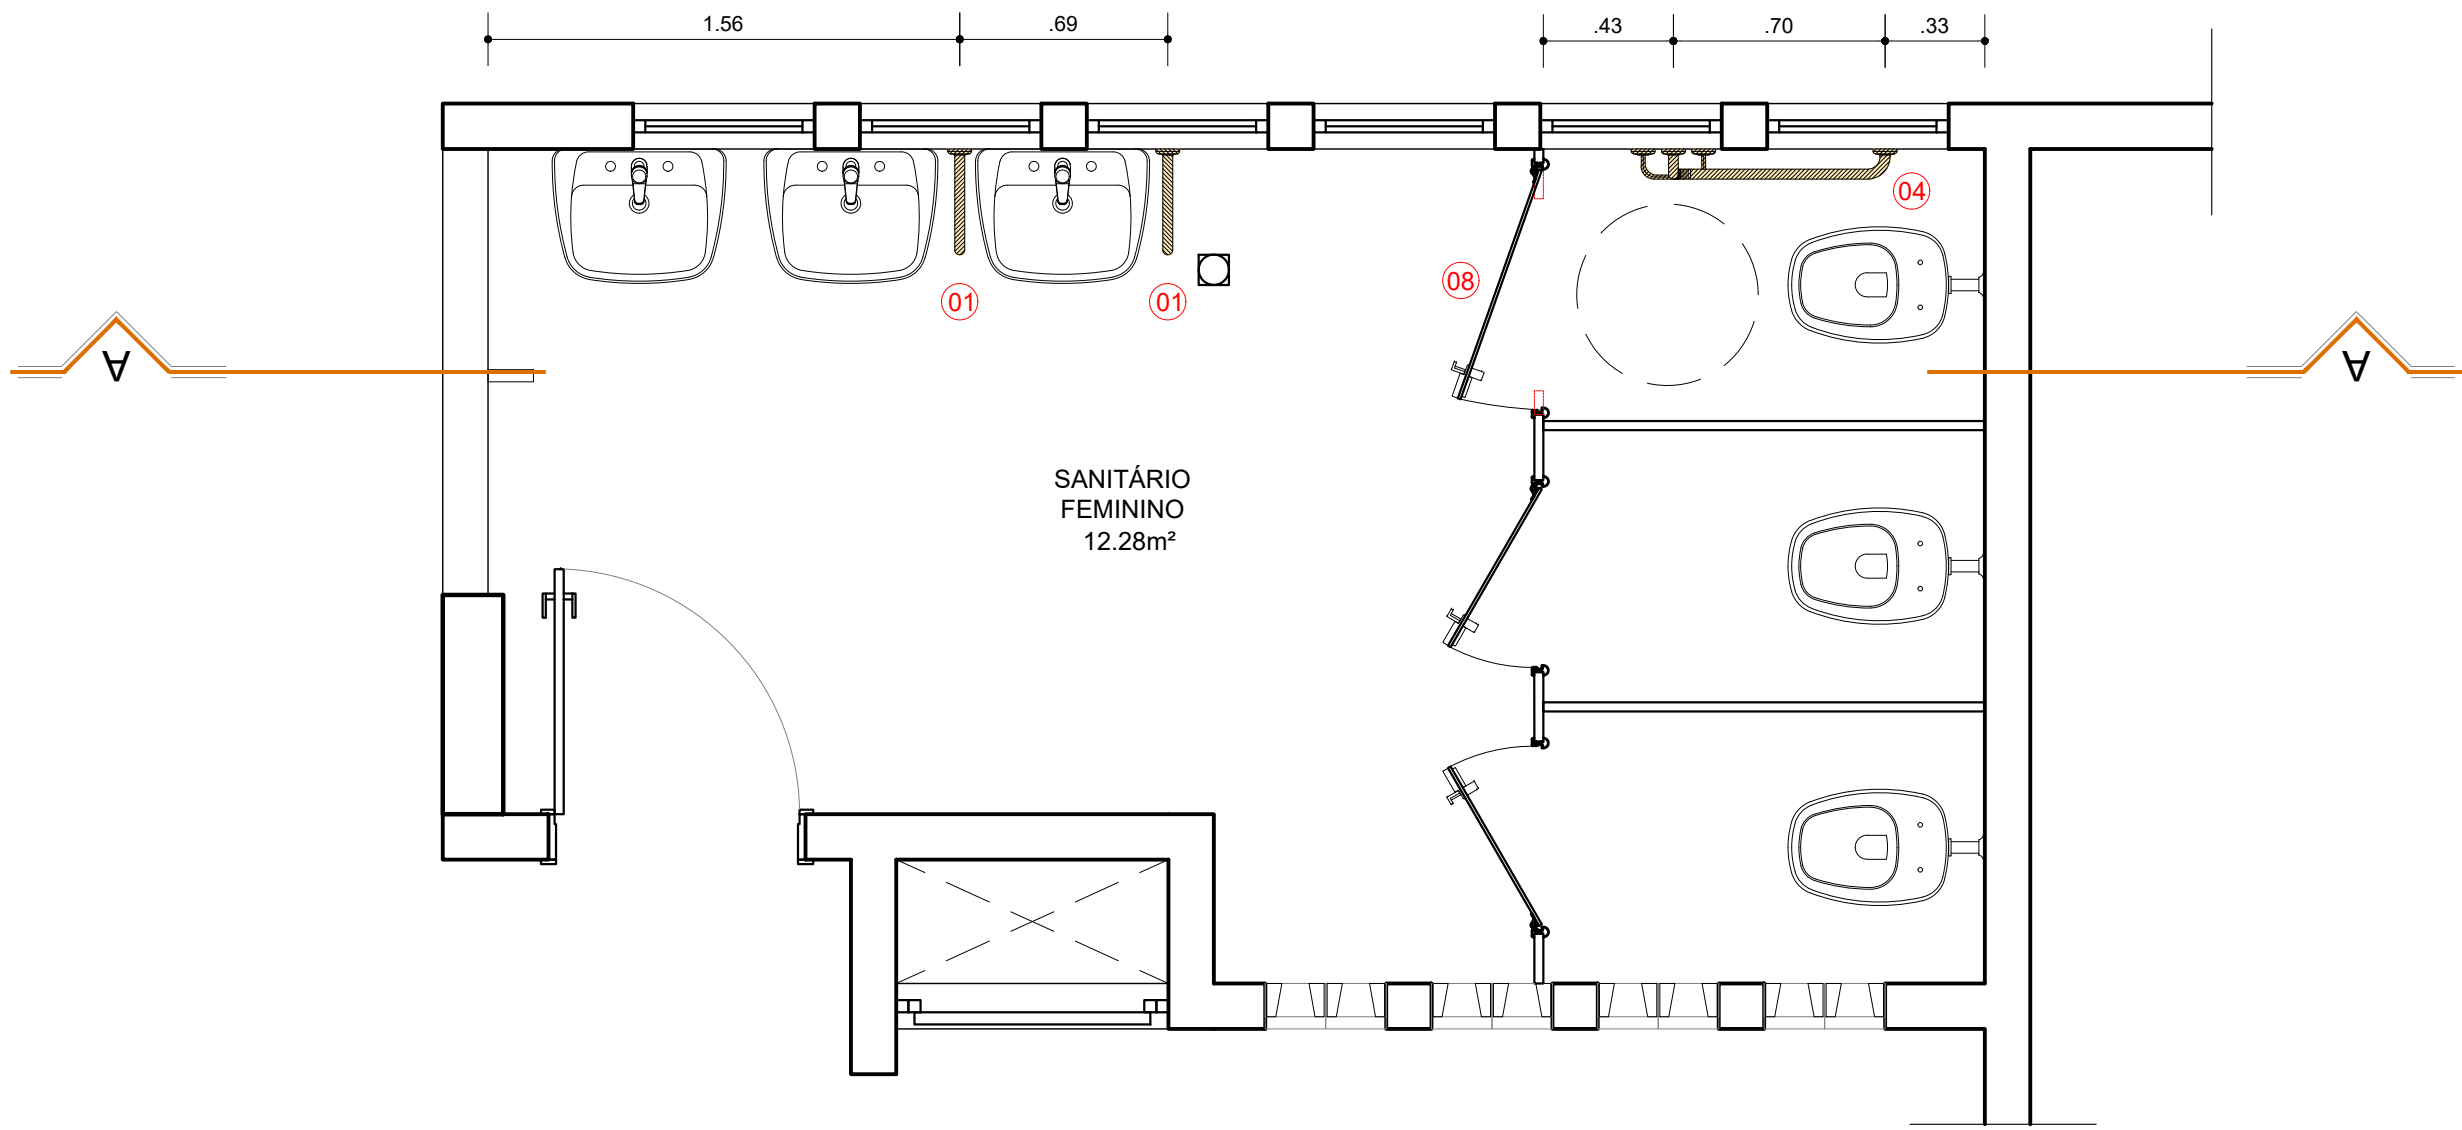 1.56
.69
.43
.70
.33
04
08
01
01
A
A
SANITÁRIO
FEMININO
12.28m²